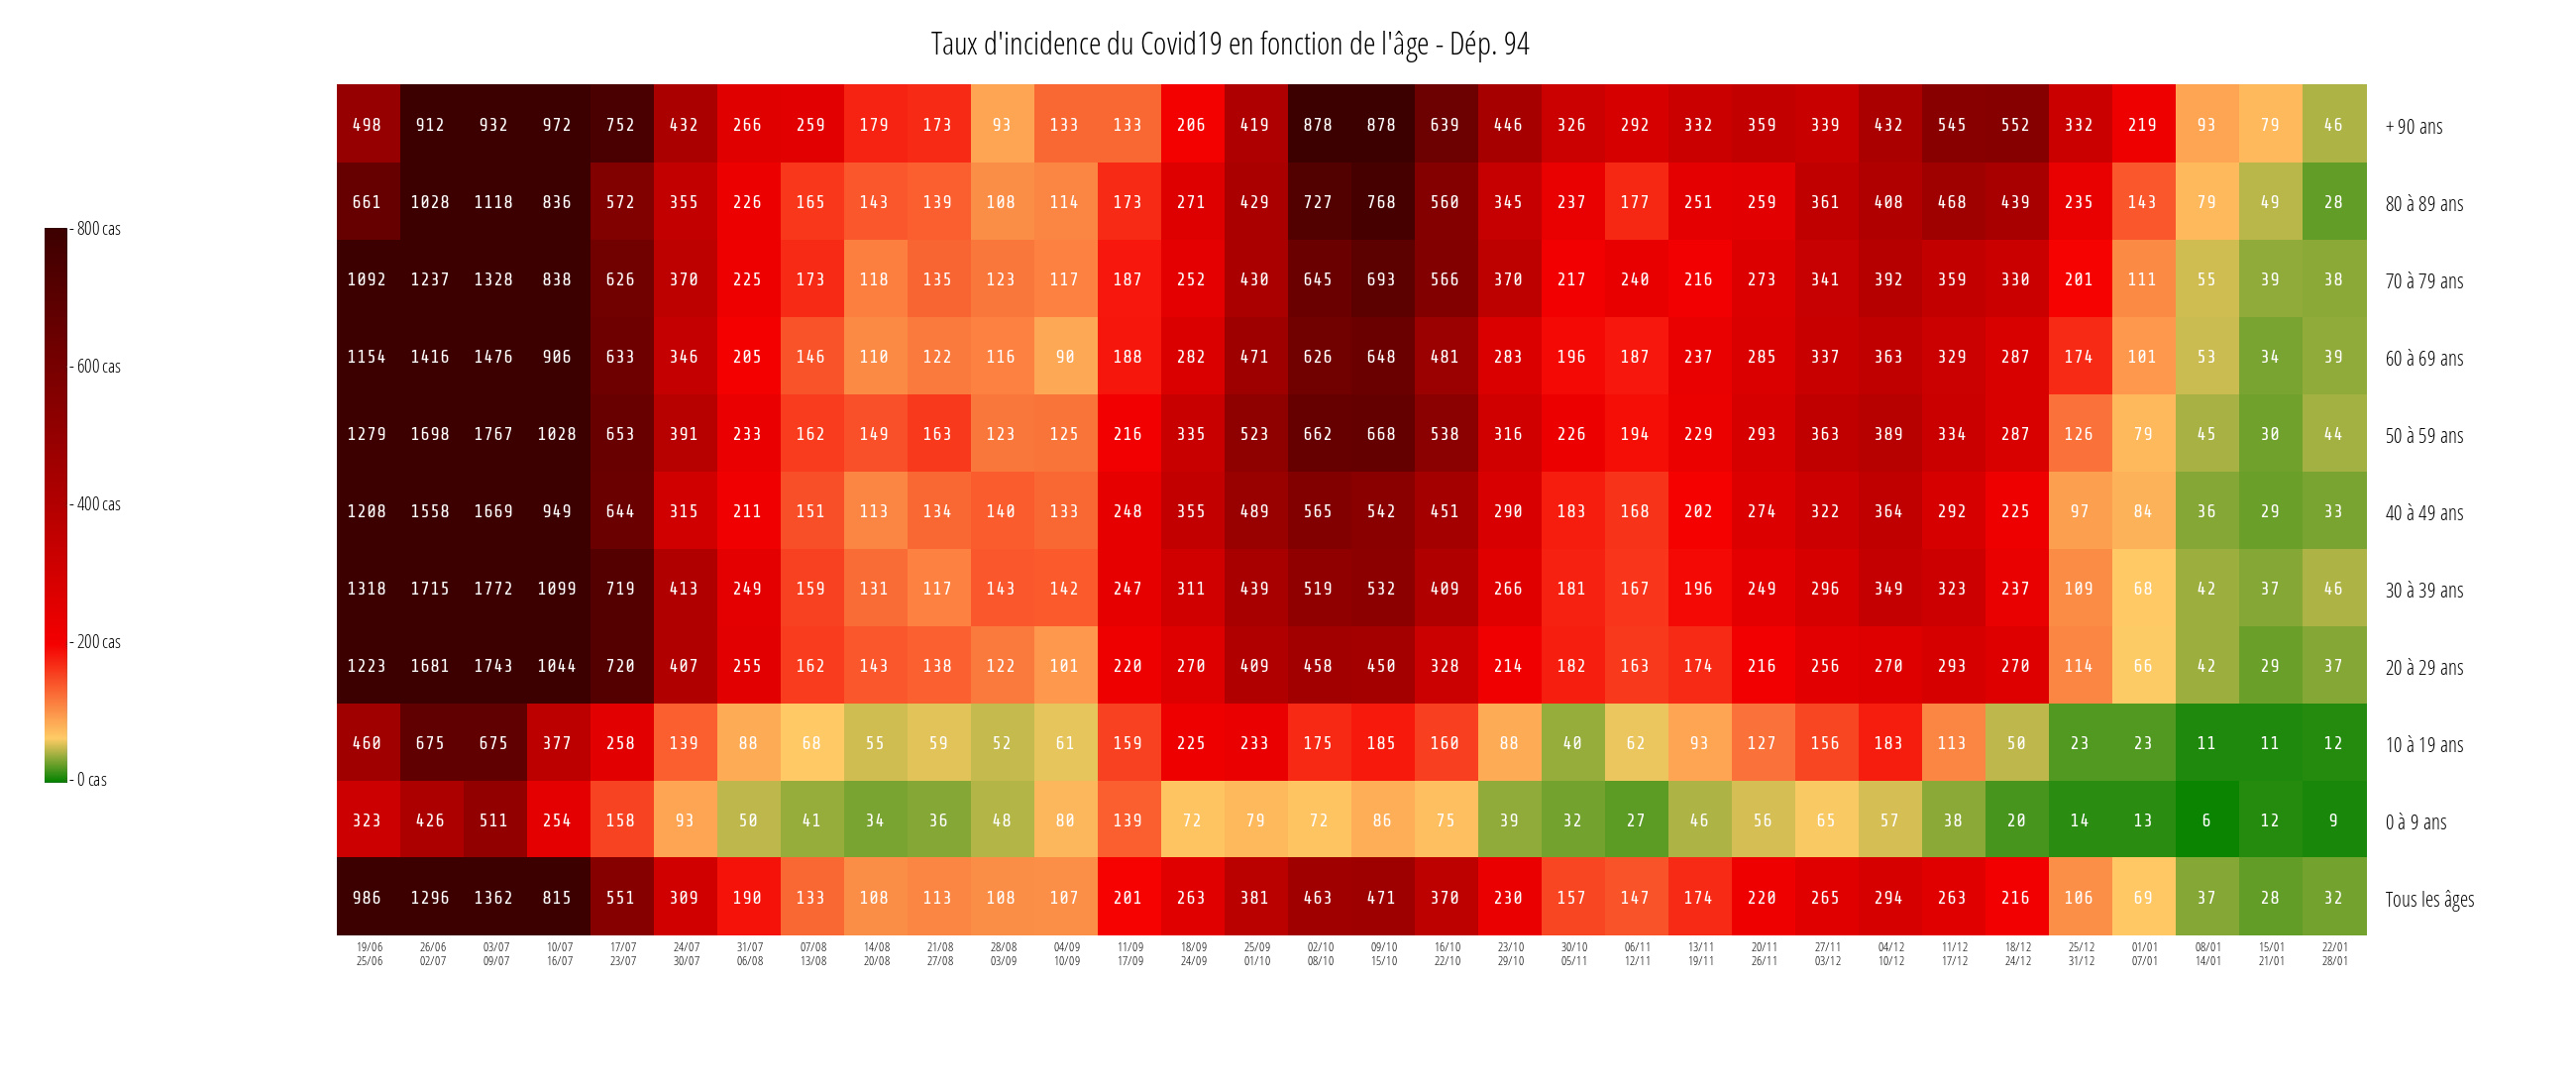 Taux d'incidence du Covid19 en fonction de l'âge - Dép. 94
498 912 932 972 752 432 266 259 179 173 93 133 133 206 419 878 878 639 446 326 292 332 359 339 432 545 552 332 219 93 79 46 + 90 ans
661 1028 1118 836 572 355 226 165 143 139 108 114 173 271 429 727 768 560 345 237 177 251 259 361 408 468 439 235 143 79 49 28 80 à 89 ans
1092 1237 1328 838 626 370 225 173 118 135 123 117 187 252 430 645 693 566 370 217 240 216 273 341 392 359 330 201 111 55 39 38 70 à 79 ans
1154 1416 1476 906 633 346 205 146 110 122 116 90 188 282 471 626 648 481 283 196 187 237 285 337 363 329 287 174 101 53 34 39 60 à 69 ans
1279 1698 1767 1028 653 391 233 162 149 163 123 125 216 335 523 662 668 538 316 226 194 229 293 363 389 334 287 126 79 45 30 44 50 à 59 ans
1208 1558 1669 949 644 315 211 151 113 134 140 133 248 355 489 565 542 451 290 183 168 202 274 322 364 292 225 97 84 36 29 33 40 à 49 ans
1318 1715 1772 1099 719 413 249 159 131 117 143 142 247 311 439 519 532 409 266 181 167 196 249 296 349 323 237 109 68 42 37 46 30 à 39 ans
1223 1681 1743 1044 720 407 255 162 143 138 122 101 220 270 409 458 450 328 214 182 163 174 216 256 270 293 270 114 66 42 29 37 20 à 29 ans
460 675 675 377 258 139 88 68 55 59 52 61 159 225 233 175 185 160 88 40 62 93 127 156 183 113 50 23 23 11 11 12 10 à 19 ans
323 426 511 254 158 93 50 41 34 36 48 80 139 72 79 72 86 75 39 32 27 46 56 65 57 38 20 14 13 6 12 9 0 à 9 ans
986 1296 1362 815 551 309 190 133 108 113 108 107 201 263 381 463 471 370 230 157 147 174 220 265 294 263 216 106 69 37 28 32 Tous les âges
19/06 26/06 03/07 10/07 17/07 24/07 31/07 07/08 14/08 21/08 28/08 04/09 11/09 18/09 25/09 02/10 09/10 16/10 23/10 30/10 06/11 13/11 20/11 27/11 04/12 11/12 18/12 25/12 01/01 08/01 15/01 22/01
25/06 02/07 09/07 16/07 23/07 30/07 06/08 13/08 20/08 27/08 03/09 10/09 17/09 24/09 01/10 08/10 15/10 22/10 29/10 05/11 12/11 19/11 26/11 03/12 10/12 17/12 24/12 31/12 07/01 14/01 21/01 28/01
- 800 cas
- 600 cas
- 400 cas
- 200 cas
- 0 cas